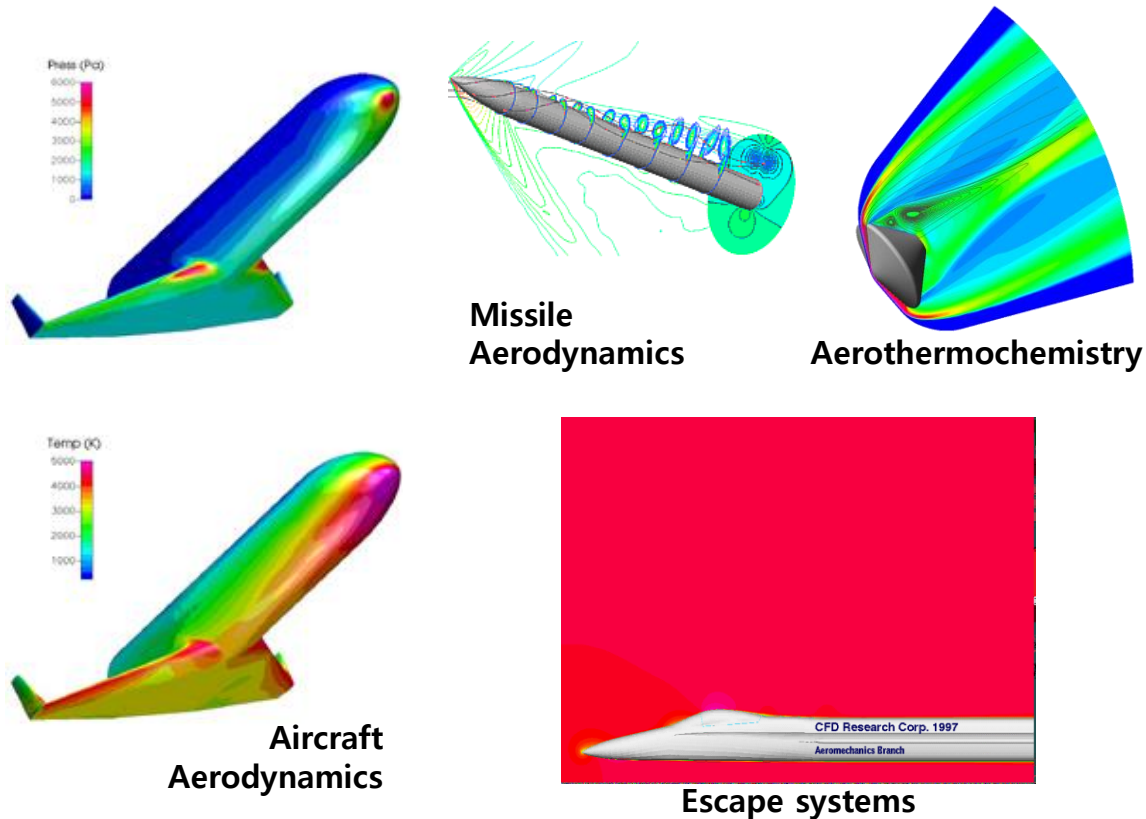 Press (Pa)
6000
5000
4000
3000
2000
1000
0
Missile
Aerodynamics
Aerothermochemistry
Temp (K)
5000
4000
3000
2000
1000
Aircraft
Aerodynamics
CFD Research Corp. 1997
Aeromechanics Branch
Escape systems